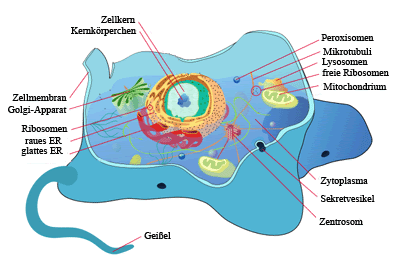 Zellkern
Kernkörperchen
Zellmembran
Golgi-Apparat
Ribosomen
raues ER
glattes ER
Peroxisomen
Mikrotubuli
Lysosomen
freie Ribosomen
Mitochondrium
Zytoplasma
Sekretvesikel
Zentrosom
Geißel